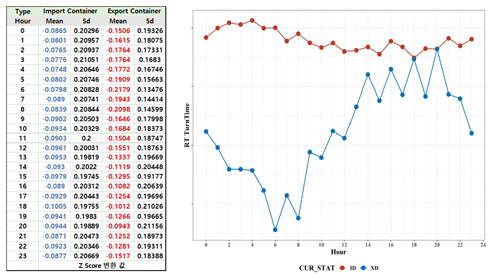 Type Import Container Export Container
Hour Mean Sd Mean Sd
0 -0.0865 0.20296 -0.1506 0.19326
1 -0.0801 0.20957 -0.1615 0.18075
2 -0.0765 0.20937 -0.1764 0.17331
3 -0.0776 0.21051 -0.1764 0.1683
4 -0.0748 0.20646 -0.1772 0.16746
5 -0.0802 0.20746 -0.1909 0.15663
6 -0.0798 0.20828 -0.2179 0.13476
7 -0.089 0.20741 -0.1943 0.14414
8 -0.0839 0.20844 -0.2098 0.14599
9 -0.0902 0.20503 -0.1646 0.17998
10 -0.0934 0.20329 -0.1684 0.18373
11 -0.0903 0.2 -0.1504 0.18747
12 -0.0961 0.20031 -0.1551 0.18763
13 -0.0953 0.19819 -0.1337 0.19669
14 -0.093 0.2022 -0.1119 0.20448
15 -0.0979 0.19745 -0.1295 0.19177
16 -0.089 0.20312 -0.1082 0.20639
17 -0.0929 0.20443 -0.1254 0.19696
18 -0.1005 0.19755 -0.1012 0.21026
19 -0.0941 0.1983 -0.1266 0.19665
20 -0.0944 0.19889 -0.0943 0.21156
21 -0.0871 0.20473 -0.1252 0.18973
22 -0.0923 0.20346 -0.1281 0.19311
23 -0.0877 0.20669 -0.1517 0.18388
Z Score 변환 값
RT TurnTime
0 2 4 6 8 10 12 14 16 18 20 22 24
Hour
CUR_STAT ID XD